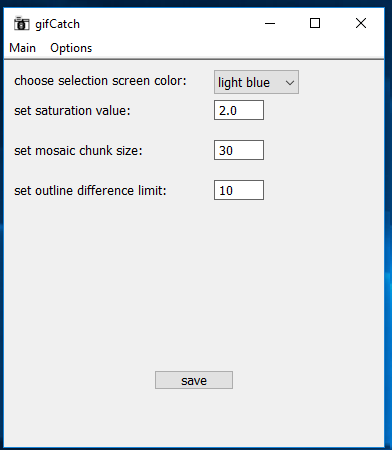 gifCatch
Main Options
choose selection screen color: light blue
set saturation value: 2.0
set mosaic chunk size: 30
set outline difference limit: 10
save